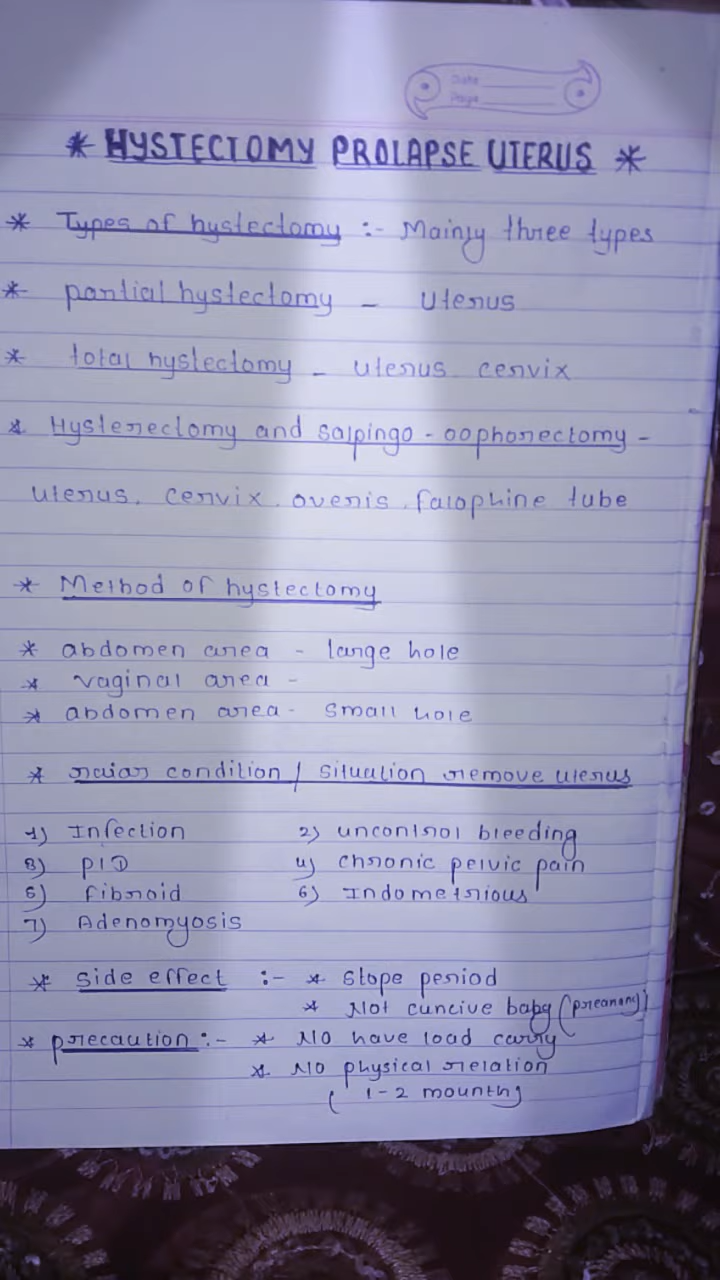 Date
Page
* HYSTECTOMY PROLAPSE UTERUS *
* Types of hystectomy :- Mainly three types
* partial hystectomy - Uterus
* total hystectomy - uterus cervix
* Hysterectomy and salpingo - oophorectomy -
uterus. cervix. overis. falophine tube
* Method of hystectomy
* abdomen area - large hole
* vaginal area -
* abdomen area - small hole
* condition / situation remove uterus
1) Infection 2) uncontrol bleeding
3) PID 4) chronic pelvic pain
5) fibroid 6) Indometrious
7) Adenomyosis
* side effect :- * Stope period
* Not cuncive baby (preanany)
* precaution :- * No have load carry
* No physical relation
( 1-2 mounth)